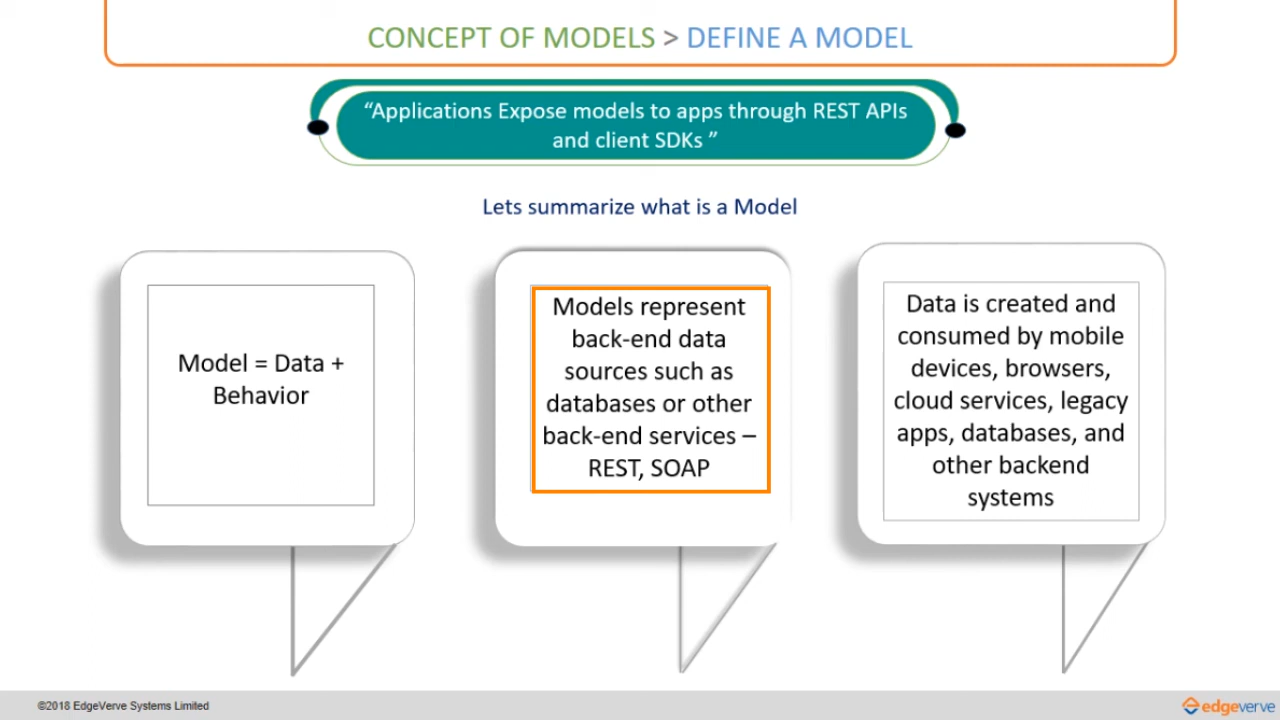 CONCEPT OF MODELS > DEFINE A MODEL
“Applications Expose models to apps through REST APIs
and client SDKs ”
Lets summarize what is a Model
Model = Data +
Behavior
Models represent
back-end data
sources such as
databases or other
back-end services –
REST, SOAP
Data is created and
consumed by mobile
devices, browsers,
cloud services, legacy
apps, databases, and
other backend
systems
©2018 EdgeVerve Systems Limited
edgeverve